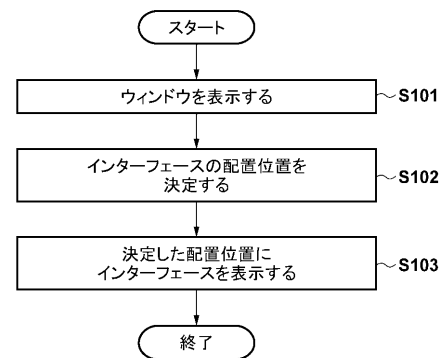 スタート
ウィンドウを表示する
S101
インターフェースの配置位置を
決定する
S102
決定した配置位置に
インターフェースを表示する
S103
終了